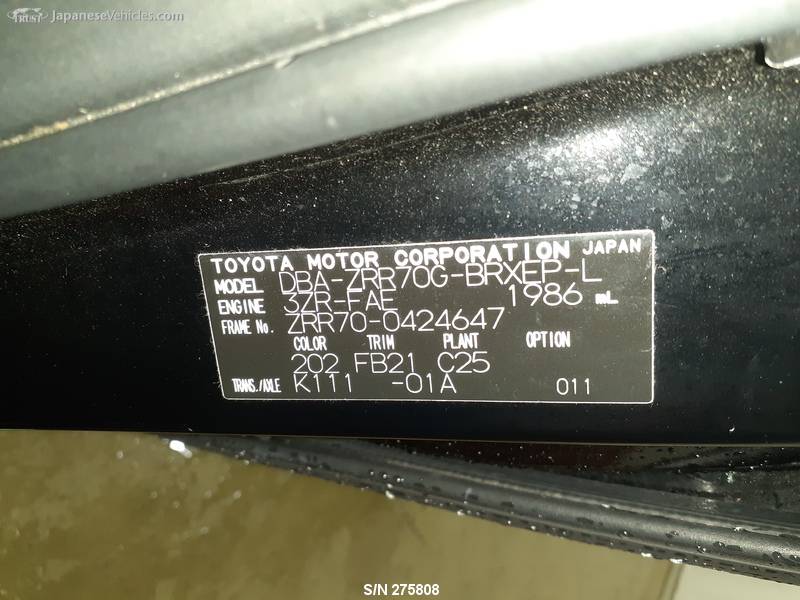 TRUST JapaneseVehicles.com
TOYOTA MOTOR CORPORATION JAPAN
MODEL DBA-ZRR70G-BRXEP-L
ENGINE 3ZR-FAE 1986 mL
FRAME No. ZRR70-0424647
COLOR TRIM PLANT OPTION
202 FB21 C25
TRANS./AXLE K111 -01A 011
S/N 275808